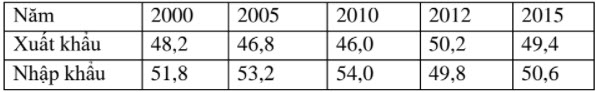 Năm 2000 2005 2010 2012 2015
Xuất khẩu 48,2 46,8 46,0 50,2 49,4
Nhập khẩu 51,8 53,2 54,0 49,8 50,6